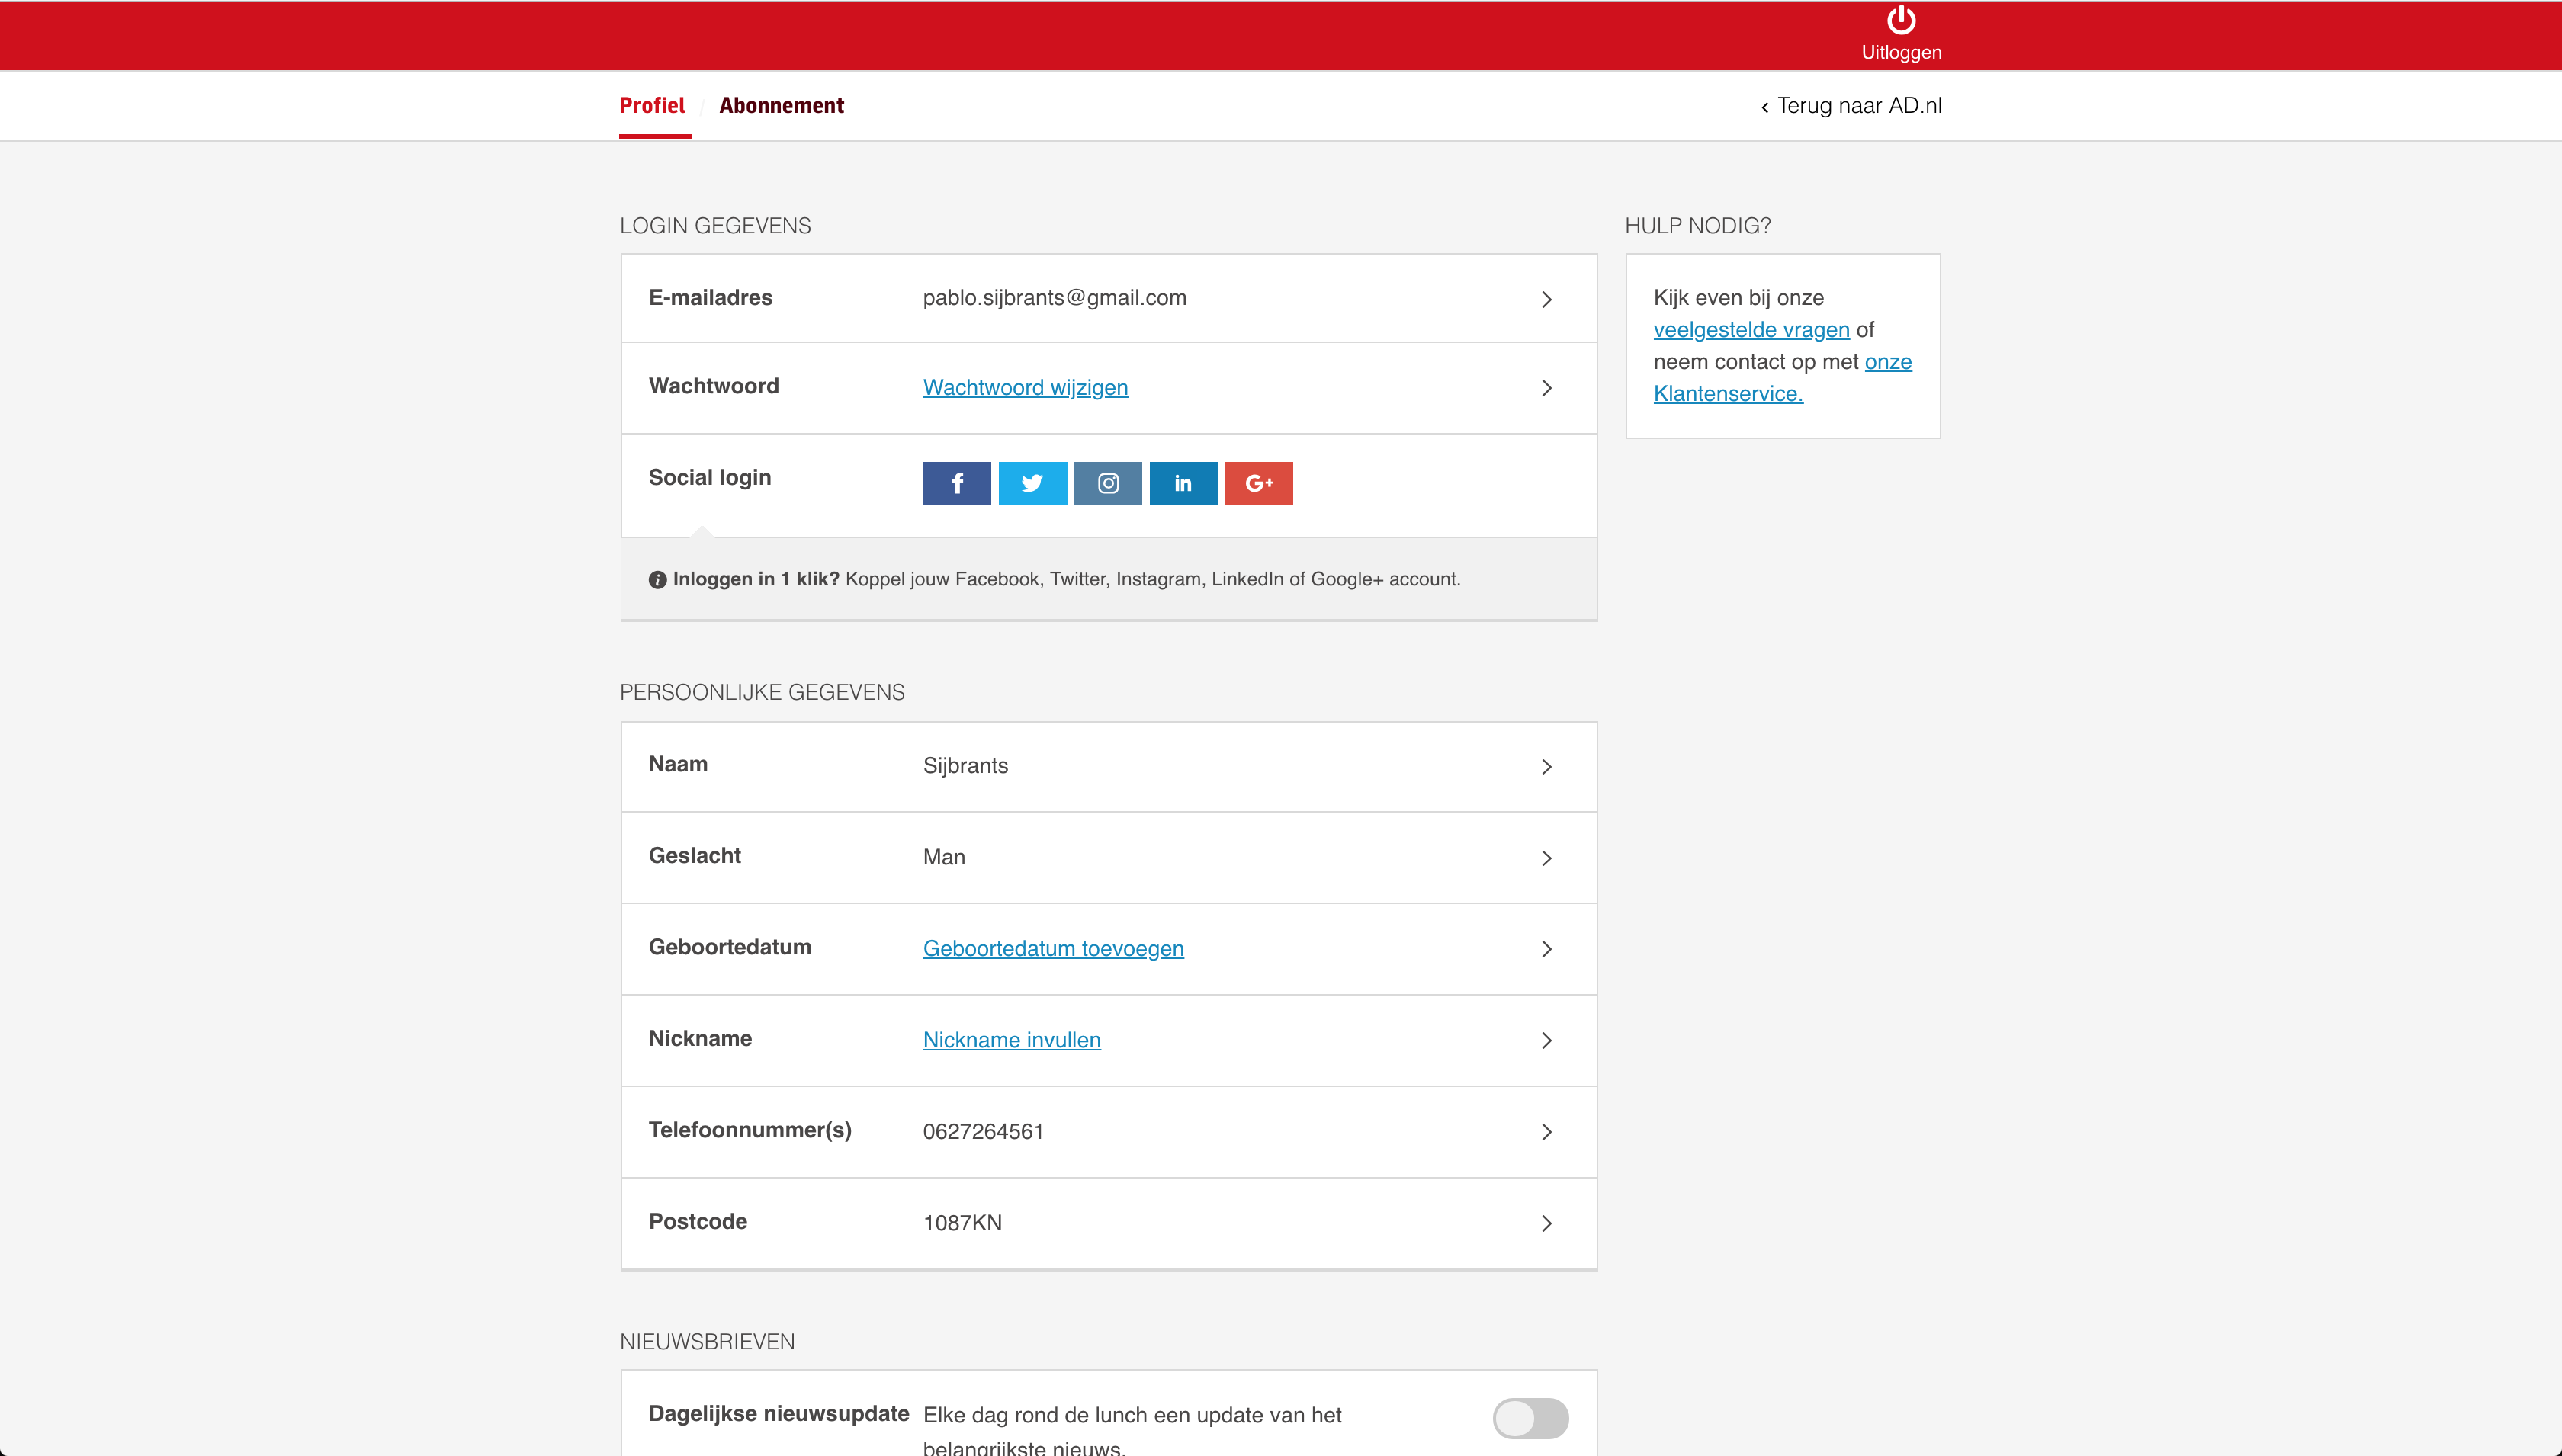 Uitloggen
Profiel / Abonnement
‹ Terug naar AD.nl
LOGIN GEGEVENS
E-mailadres pablo.sijbrants@gmail.com
Wachtwoord Wachtwoord wijzigen
Social login f in G+
Inloggen in 1 klik? Koppel jouw Facebook, Twitter, Instagram, LinkedIn of Google+ account.
HULP NODIG?
Kijk even bij onze
veelgestelde vragen of
neem contact op met onze
Klantenservice.
PERSOONLIJKE GEGEVENS
Naam Sijbrants
Geslacht Man
Geboortedatum Geboortedatum toevoegen
Nickname Nickname invullen
Telefoonnummer(s) 0627264561
Postcode 1087KN
NIEUWSBRIEVEN
Dagelijkse nieuwsupdate Elke dag rond de lunch een update van het
belangrijkste nieuws.